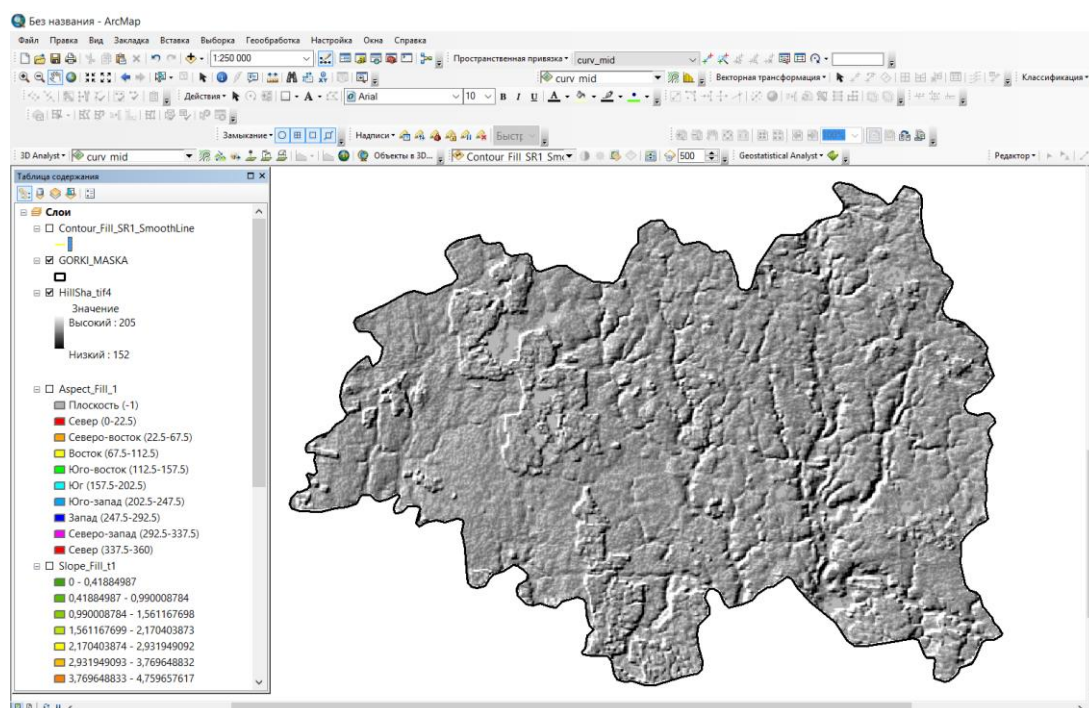 Без названия - ArcMap
Файл Правка Вид Закладка Вставка Выборка Геообработка Настройка Окна Справка
1:250 000 Пространственная привязка curv_mid
curv mid Векторная трансформация Классификация
Действия Arial 10 B I U A
Замыкание Надписи Быстр
3D Analyst curv mid Объекты в 3D... Contour Fill SR1 Smc 500 Geostatistical Analyst Редактор
Таблица содержания
Слои
Contour_Fill_SR1_SmoothLine
GORKI_MASKA
HillSha_tif4
Значение
Высокий : 205
Низкий : 152
Aspect_Fill_1
Плоскость (-1)
Север (0-22.5)
Северо-восток (22.5-67.5)
Восток (67.5-112.5)
Юго-восток (112.5-157.5)
Юг (157.5-202.5)
Юго-запад (202.5-247.5)
Запад (247.5-292.5)
Северо-запад (292.5-337.5)
Север (337.5-360)
Slope_Fill_t1
0 - 0,41884987
0,41884987 - 0,990008784
0,990008784 - 1,561167698
1,561167699 - 2,170403873
2,170403874 - 2,931949092
2,931949093 - 3,769648832
3,769648833 - 4,759657617